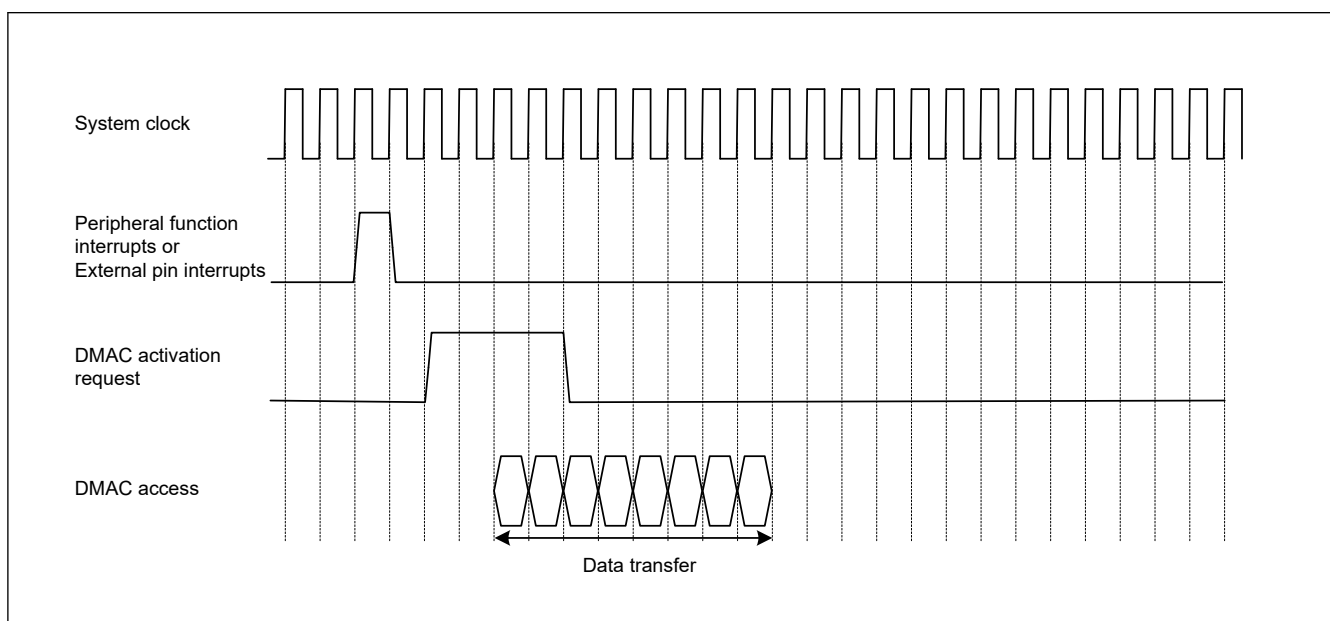 System clock
Peripheral function
interrupts or
External pin interrupts
DMAC activation
request
DMAC access
Data transfer